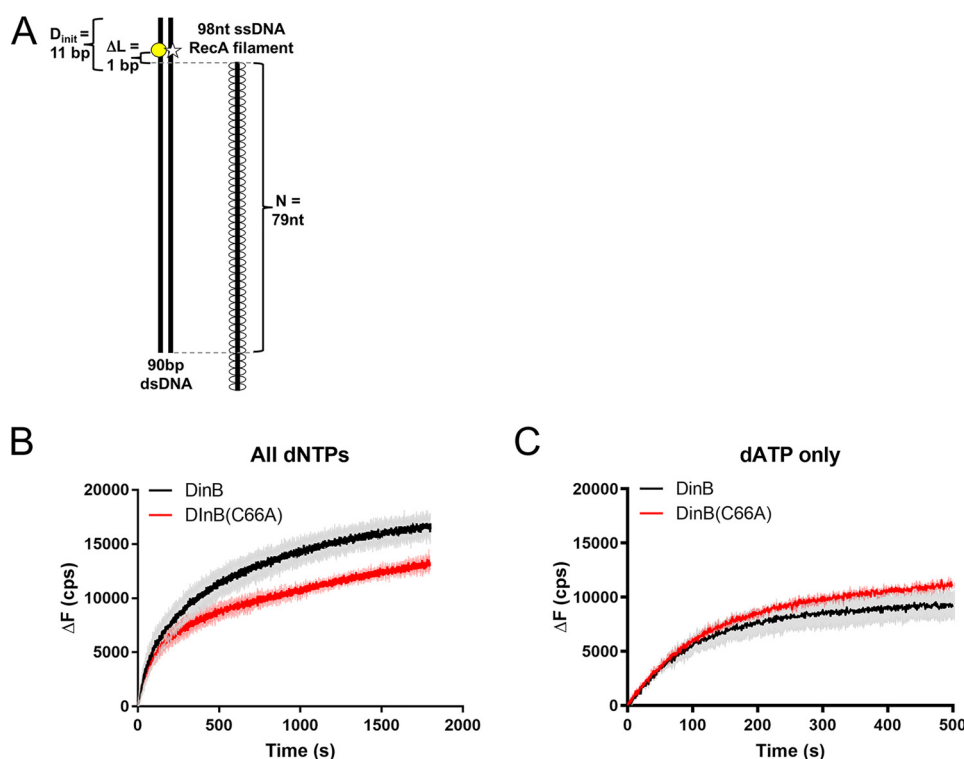 A
D_init =
11 bp
ΔL =
1 bp
98nt ssDNA
RecA filament
N =
79nt
90bp
dsDNA
B
All dNTPs
DinB
DInB(C66A)
20000
15000
10000
5000
0
ΔF (cps)
0 500 1000 1500 2000
Time (s)
C
dATP only
DinB
DinB(C66A)
20000
15000
10000
5000
0
ΔF (cps)
0 100 200 300 400 500
Time (s)